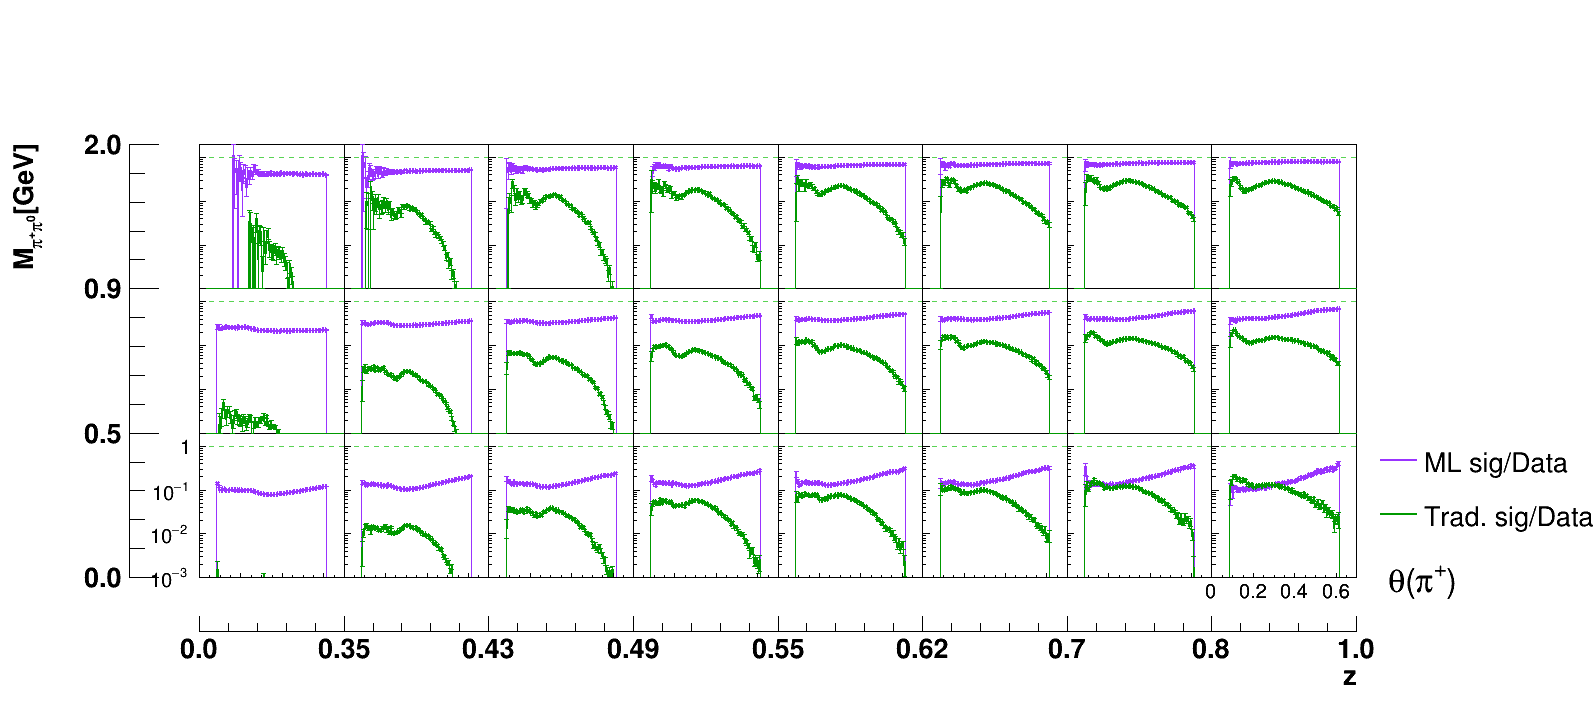 M_{π⁺π⁰}[GeV]
2.0
0.9
0.5
0.0
1
10⁻¹
10⁻²
10⁻³
ML sig/Data
Trad. sig/Data
0 0.2 0.4 0.6
θ(π⁺)
0.0 0.35 0.43 0.49 0.55 0.62 0.7 0.8 1.0
z